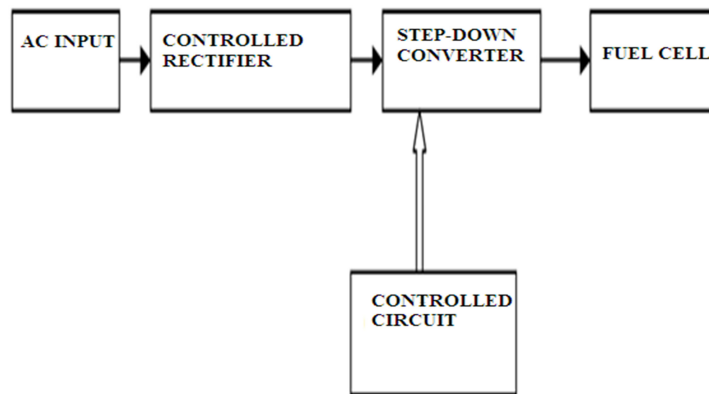 AC INPUT
CONTROLLED
RECTIFIER
STEP-DOWN
CONVERTER
FUEL CELL
CONTROLLED
CIRCUIT